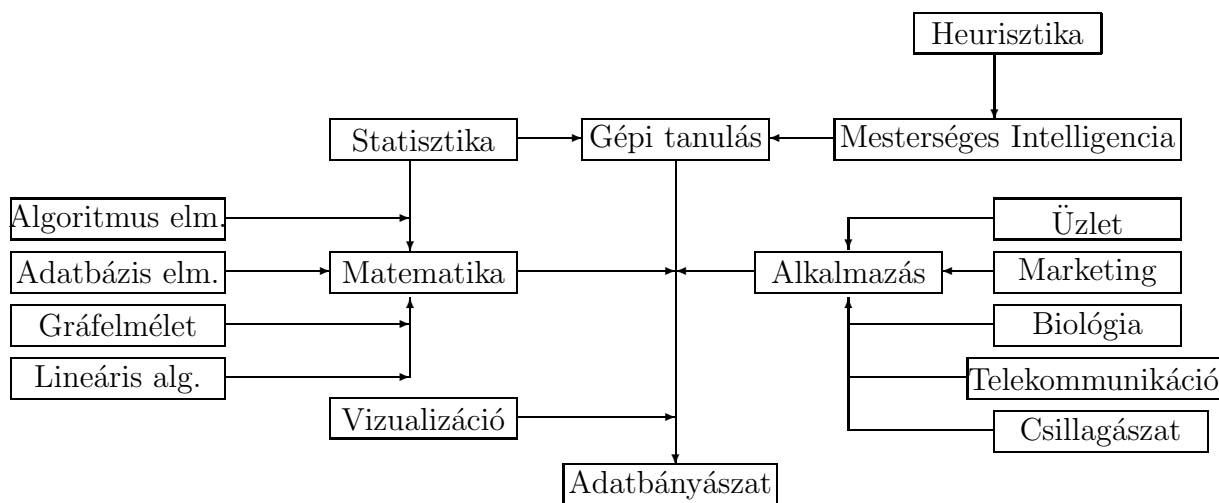 Heurisztika
Statisztika
Gépi tanulás
Mesterséges Intelligencia
Algoritmus elm.
Üzlet
Adatbázis elm.
Matematika
Alkalmazás
Marketing
Gráfelmélet
Biológia
Lineáris alg.
Telekommunikáció
Vizualizáció
Csillagászat
Adatbányászat